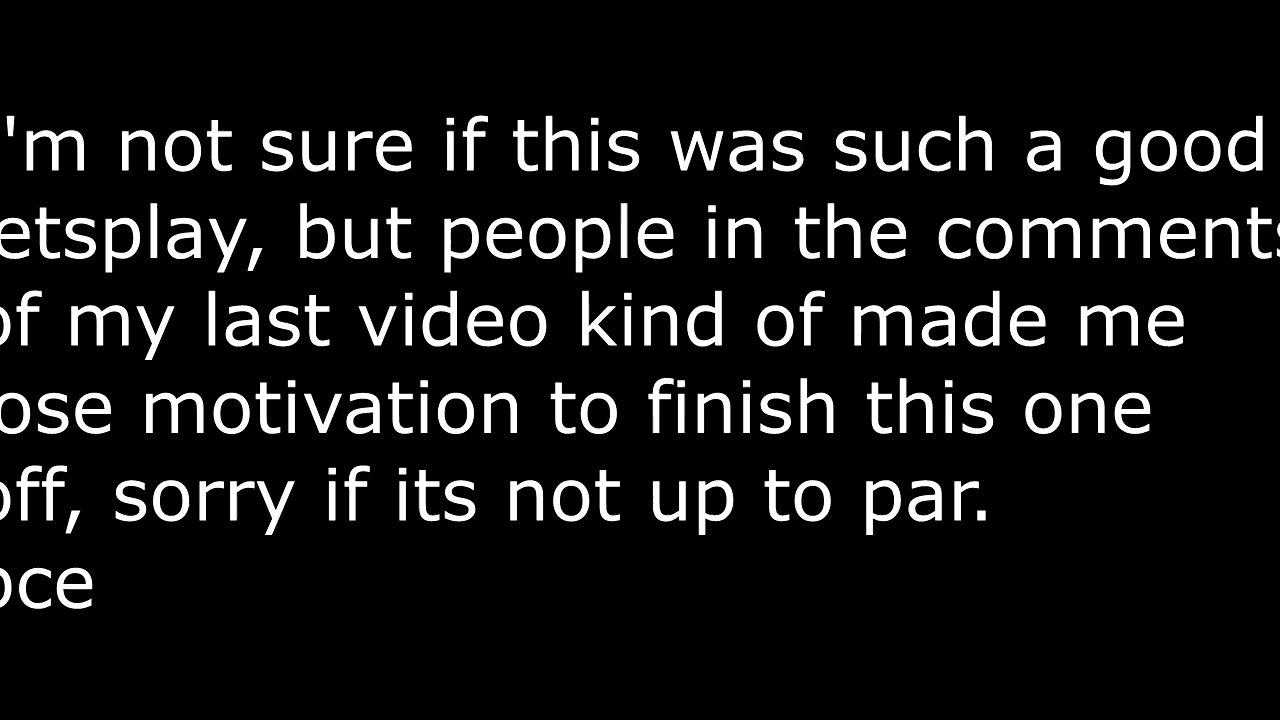 'm not sure if this was such a good
etsplay, but people in the comments
of my last video kind of made me
ose motivation to finish this one
off, sorry if its not up to par.
pce